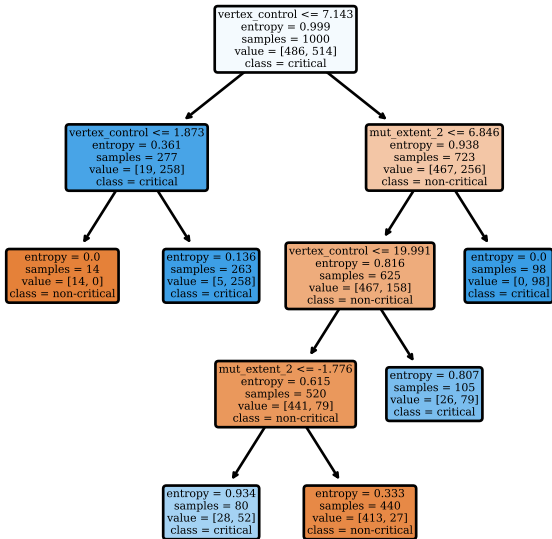 vertex_control <= 7.143
entropy = 0.999
samples = 1000
value = [486, 514]
class = critical
vertex_control <= 1.873
entropy = 0.361
samples = 277
value = [19, 258]
class = critical
mut_extent_2 <= 6.846
entropy = 0.938
samples = 723
value = [467, 256]
class = non-critical
entropy = 0.0
samples = 14
value = [14, 0]
class = non-critical
entropy = 0.136
samples = 263
value = [5, 258]
class = critical
vertex_control <= 19.991
entropy = 0.816
samples = 625
value = [467, 158]
class = non-critical
entropy = 0.0
samples = 98
value = [0, 98]
class = critical
mut_extent_2 <= -1.776
entropy = 0.615
samples = 520
value = [441, 79]
class = non-critical
entropy = 0.807
samples = 105
value = [26, 79]
class = critical
entropy = 0.934
samples = 80
value = [28, 52]
class = critical
entropy = 0.333
samples = 440
value = [413, 27]
class = non-critical